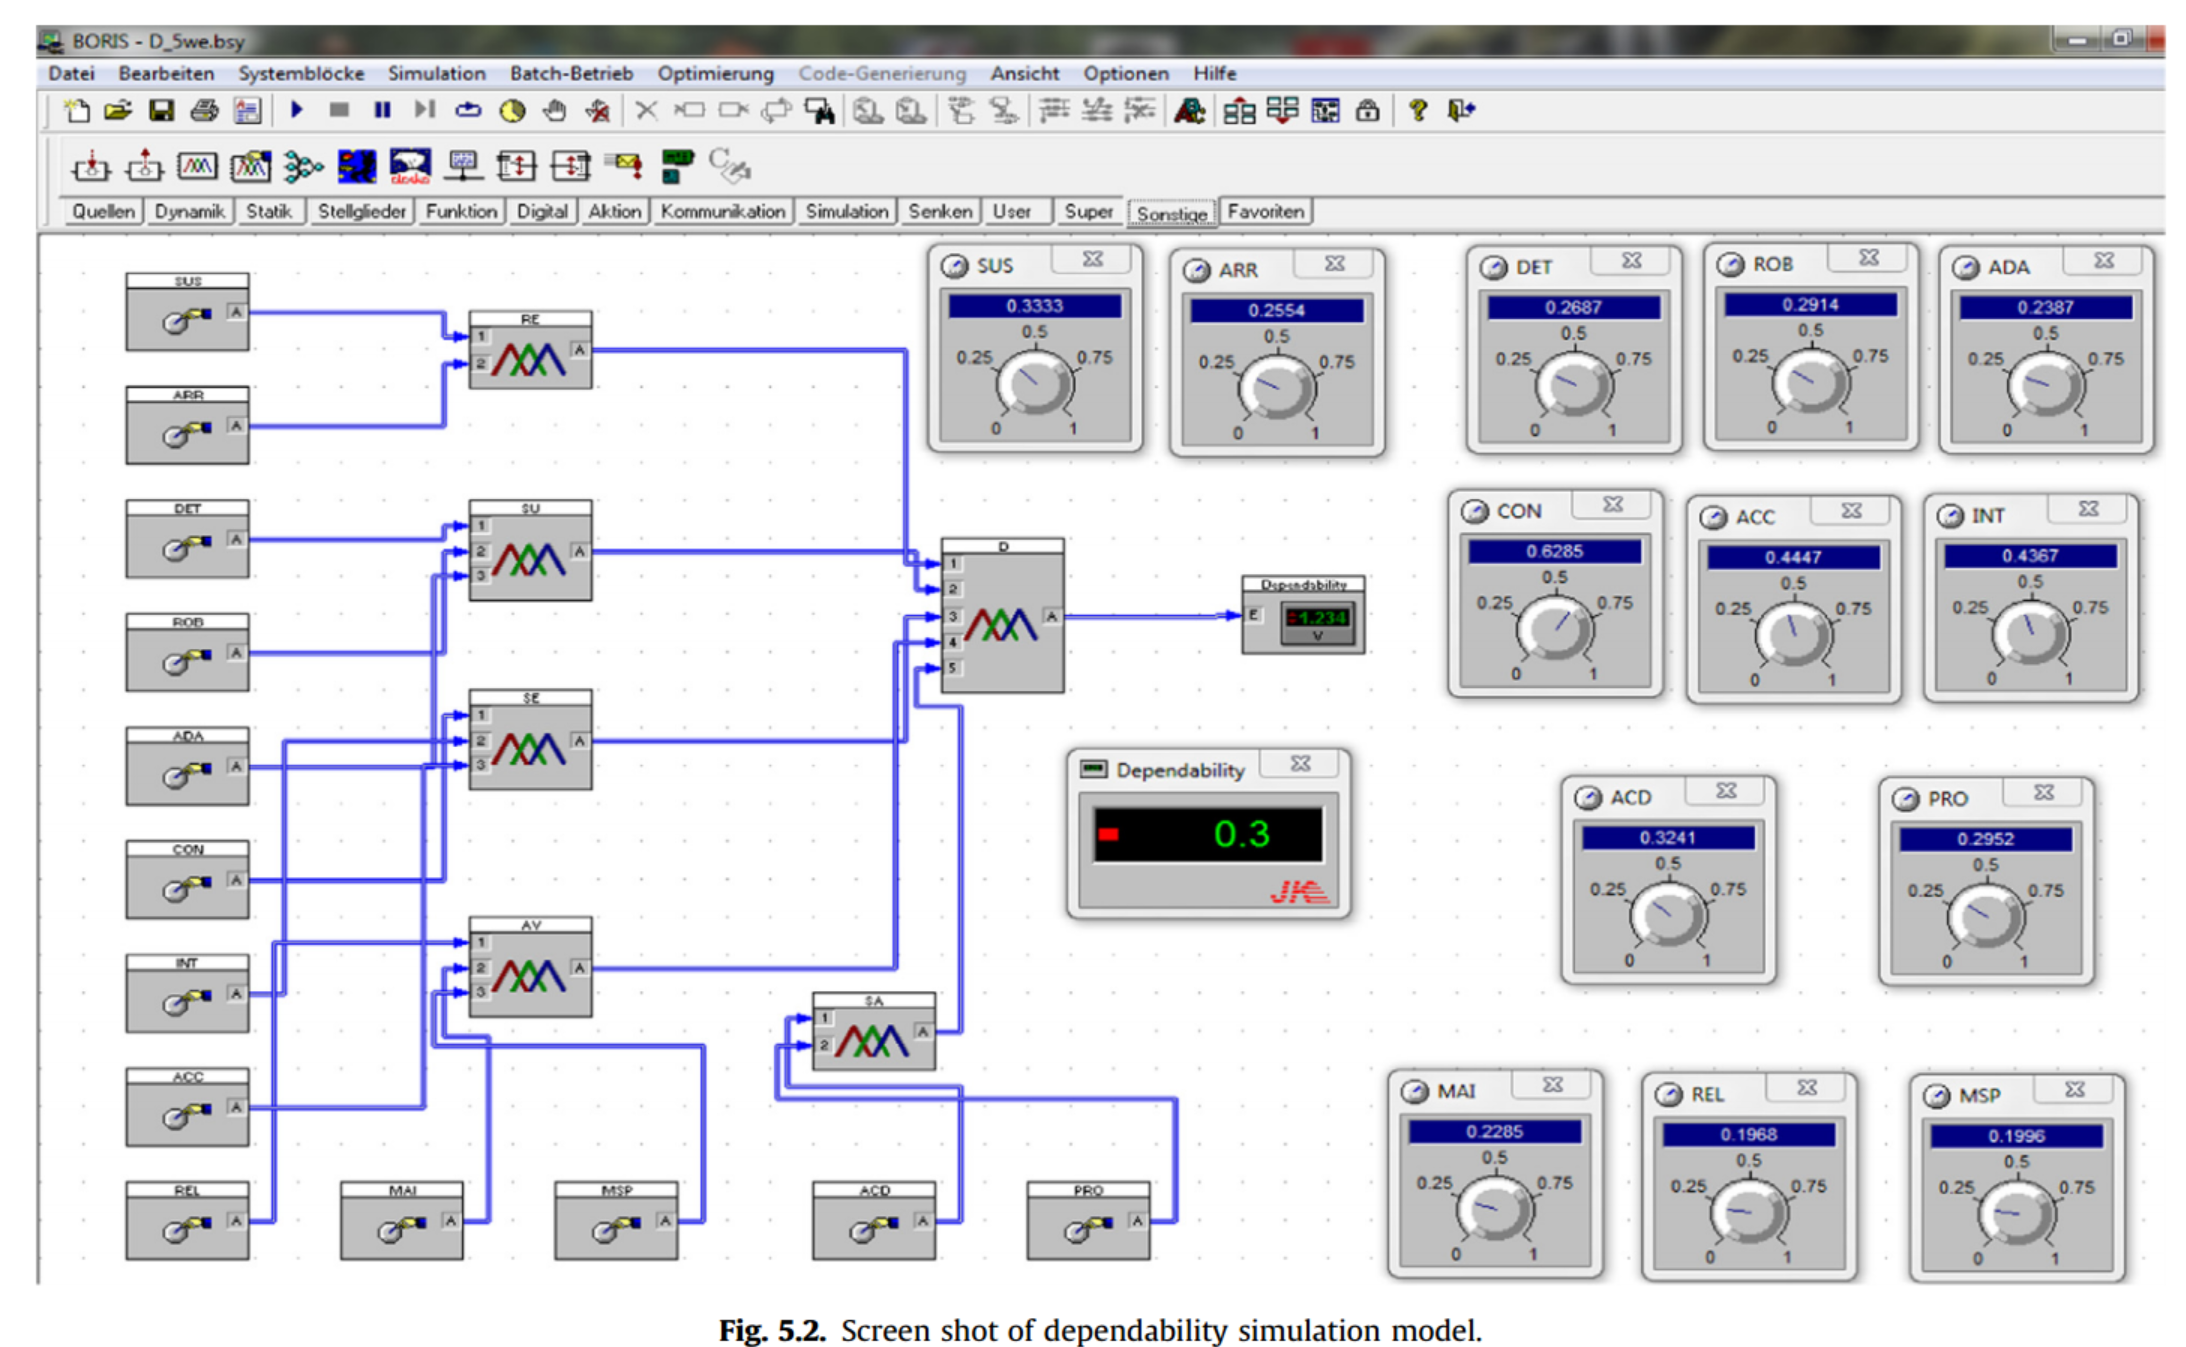 BORIS - D_5we.bsy
Datei Bearbeiten Systemblöcke Simulation Batch-Betrieb Optimierung Code-Generierung Ansicht Optionen Hilfe
Quellen Dynamik Statik Stellglieder Funktion Digital Aktion Kommunikation Simulation Senken User Super Sonstige Favoriten
SUS
A
ARR
A
DET
A
ROB
A
ADA
A
CON
A
INT
A
ACC
A
REL
A
MAI
A
MSP
A
ACD
A
PRO
A
RE
1
2
A
SU
1
2
3
A
SE
1
2
3
A
AV
1
2
3
A
SA
1
2
A
D
1
2
3
4
5
A
Dependability
E
1.234
V
Dependability
0.3
SUS
0.3333
0.5
0.25 0.75
0 1
ARR
0.2554
0.5
0.25 0.75
0 1
DET
0.2687
0.5
0.25 0.75
0 1
ROB
0.2914
0.5
0.25 0.75
0 1
ADA
0.2387
0.5
0.25 0.75
0 1
CON
0.6285
0.5
0.25 0.75
0 1
ACC
0.4447
0.5
0.25 0.75
0 1
INT
0.4367
0.5
0.25 0.75
0 1
ACD
0.3241
0.5
0.25 0.75
0 1
PRO
0.2952
0.5
0.25 0.75
0 1
MAI
0.2285
0.5
0.25 0.75
0 1
REL
0.1968
0.5
0.25 0.75
0 1
MSP
0.1996
0.5
0.25 0.75
0 1
Fig. 5.2. Screen shot of dependability simulation model.